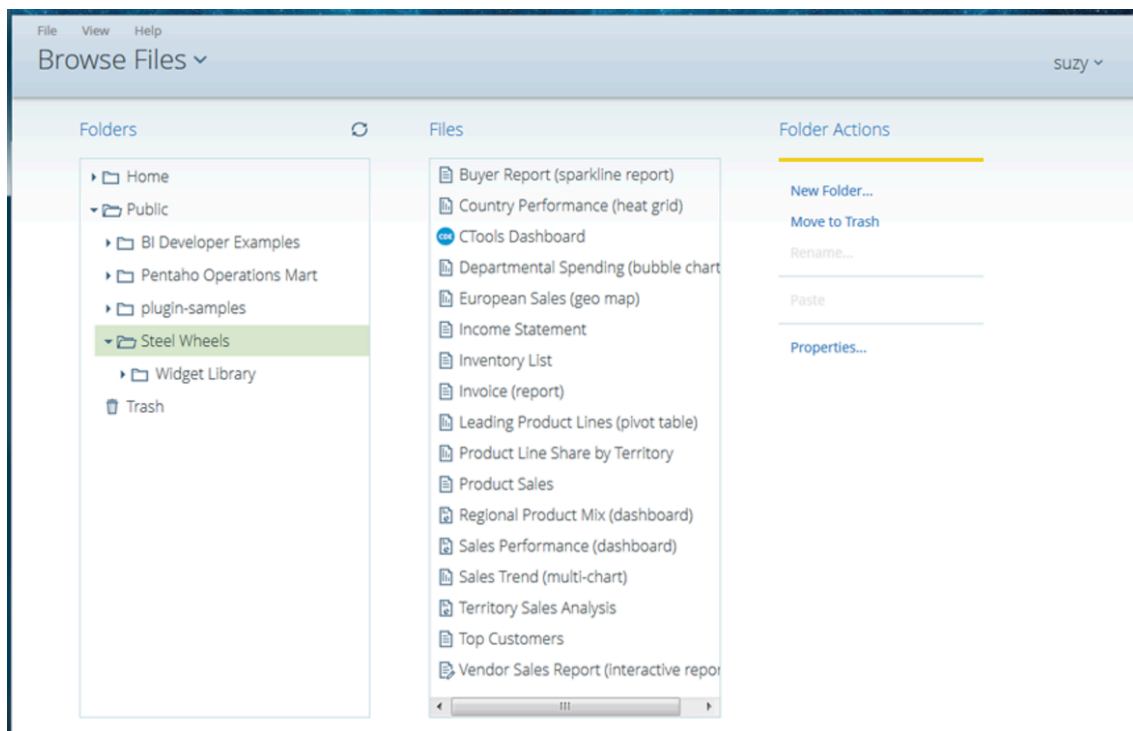 File View Help
Browse Files
suzy
Folders
Home
Public
BI Developer Examples
Pentaho Operations Mart
plugin-samples
Steel Wheels
Widget Library
Trash
Files
Buyer Report (sparkline report)
Country Performance (heat grid)
CDE CTools Dashboard
Departmental Spending (bubble chart
European Sales (geo map)
Income Statement
Inventory List
Invoice (report)
Leading Product Lines (pivot table)
Product Line Share by Territory
Product Sales
Regional Product Mix (dashboard)
Sales Performance (dashboard)
Sales Trend (multi-chart)
Territory Sales Analysis
Top Customers
Vendor Sales Report (interactive repor
Folder Actions
New Folder...
Move to Trash
Rename...
Paste
Properties...